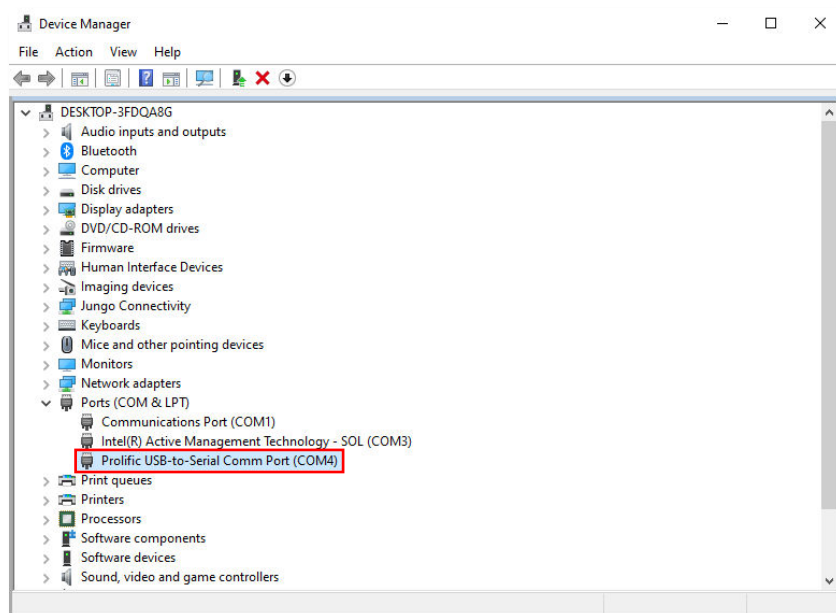 Device Manager
File Action View Help
DESKTOP-3FDQA8G
Audio inputs and outputs
Bluetooth
Computer
Disk drives
Display adapters
DVD/CD-ROM drives
Firmware
Human Interface Devices
Imaging devices
Jungo Connectivity
Keyboards
Mice and other pointing devices
Monitors
Network adapters
Ports (COM & LPT)
Communications Port (COM1)
Intel(R) Active Management Technology - SOL (COM3)
Prolific USB-to-Serial Comm Port (COM4)
Print queues
Printers
Processors
Software components
Software devices
Sound, video and game controllers